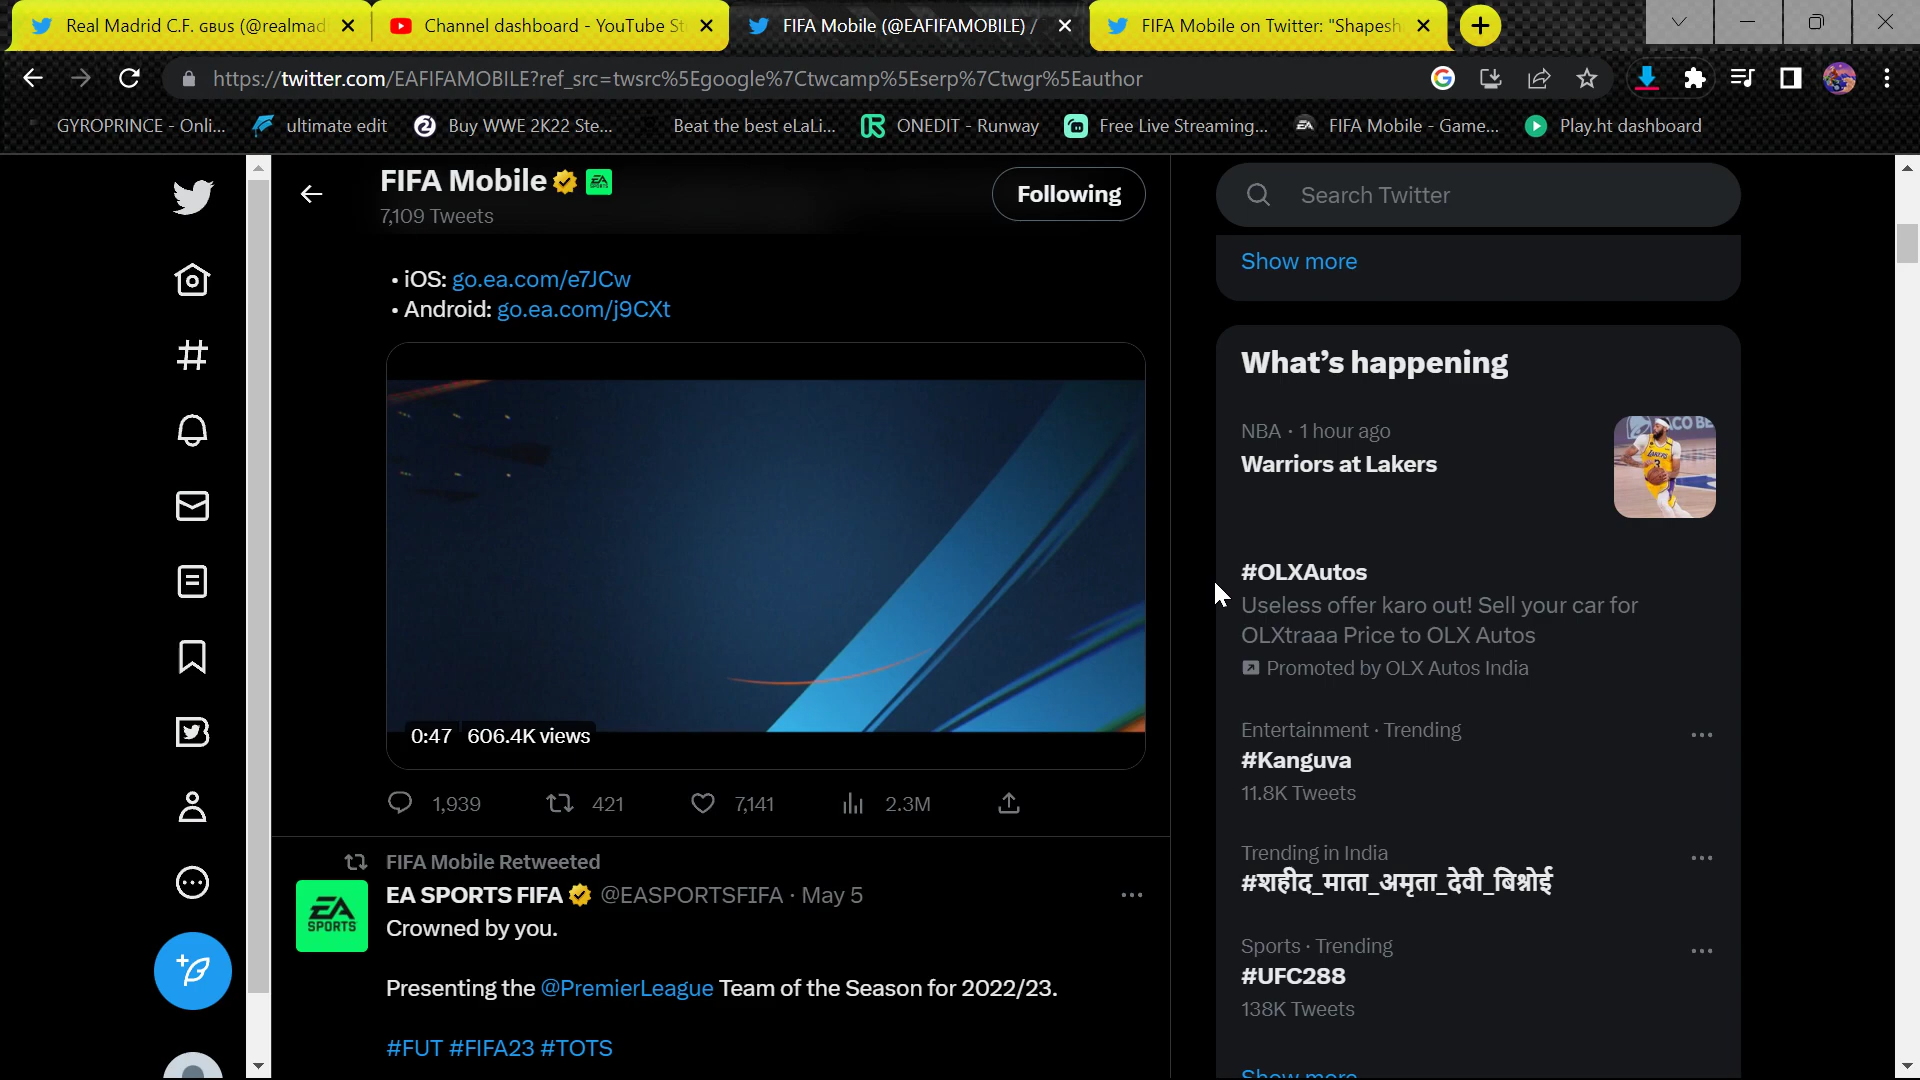 Real Madrid C.F. ɢʙᴜs (@realmad
Channel dashboard - YouTube St
FIFA Mobile (@EAFIFAMOBILE) /
FIFA Mobile on Twitter: "Shapesh
https://twitter.com/EAFIFAMOBILE?ref_src=twsrc%5Egoogle%7Ctwcamp%5Eserp%7Ctwgr%5Eauthor
GYROPRINCE - Onli...
ultimate edit
Buy WWE 2K22 Ste...
Beat the best eLaLi...
ONEDIT - Runway
Free Live Streaming...
FIFA Mobile - Game...
Play.ht dashboard
FIFA Mobile
7,109 Tweets
Following
• iOS: go.ea.com/e7JCw
• Android: go.ea.com/j9CXt
0:47 606.4K views
1,939 421 7,141 2.3M
FIFA Mobile Retweeted
EA SPORTS
EA SPORTS FIFA @EASPORTSFIFA · May 5
Crowned by you.
Presenting the @PremierLeague Team of the Season for 2022/23.
#FUT #FIFA23 #TOTS
Search Twitter
Show more
What's happening
NBA · 1 hour ago
Warriors at Lakers
#OLXAutos
Useless offer karo out! Sell your car for
OLXtraaa Price to OLX Autos
Promoted by OLX Autos India
Entertainment · Trending
#Kanguva
11.8K Tweets
Trending in India
#शहीद_माता_अमृता_देवी_बिश्नोई
Sports · Trending
#UFC288
138K Tweets
Show more